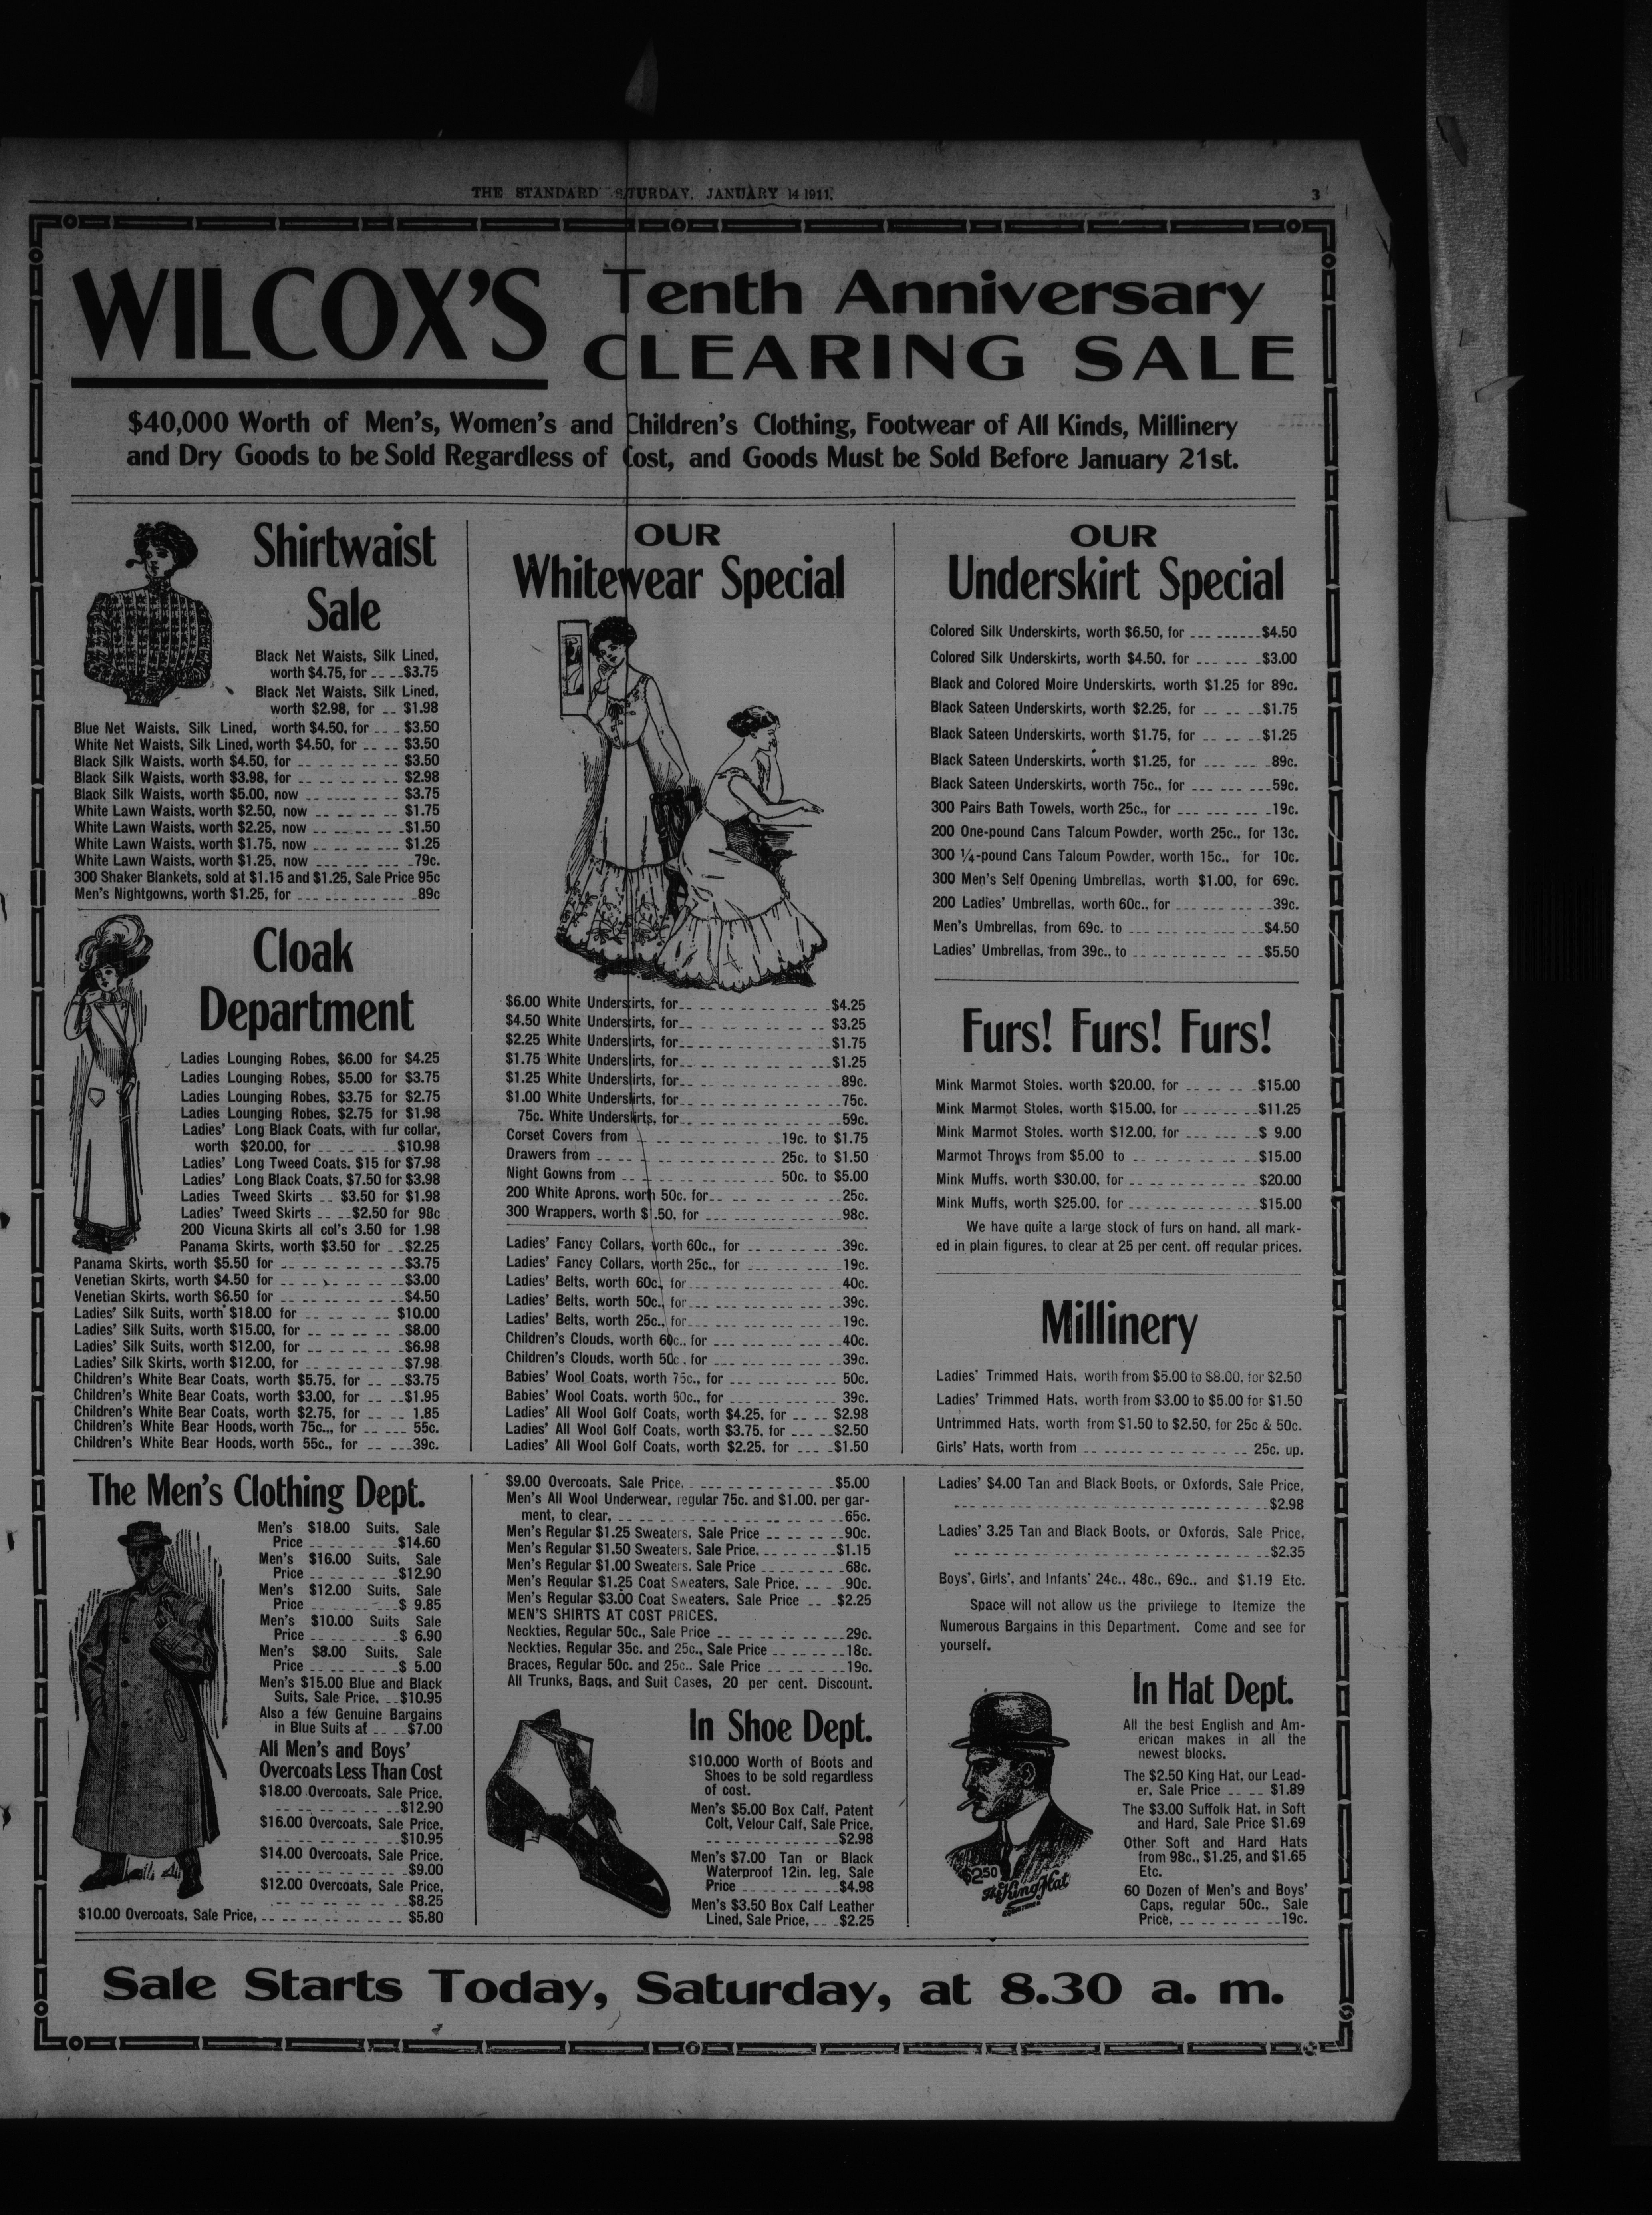 THE STANDARD SATURDAY, JANUARY 14 1911.
3
WILCOX'S
Tenth Anniversary
CLEARING SALE
$40,000 Worth of Men's, Women's and Children's Clothing, Footwear of All Kinds, Millinery
and Dry Goods to be Sold Regardless of Cost, and Goods Must be Sold Before January 21st.
Shirtwaist
Sale
Black Net Waists, Silk Lined,
worth $4.75, for $3.75
Black Net Waists, Silk Lined,
worth $2.98, for $1.98
Blue Net Waists, Silk Lined, worth $4.50, for $3.50
White Net Waists, Silk Lined, worth $4.50, for $3.50
Black Silk Waists, worth $4.50, for $3.50
Black Silk Waists, worth $3.98, for $2.98
Black Silk Waists, worth $5.00, now $3.75
White Lawn Waists, worth $2.50, now $1.75
White Lawn Waists, worth $2.25, now $1.50
White Lawn Waists, worth $1.75, now $1.25
White Lawn Waists, worth $1.25, now 79c.
300 Shaker Blankets, sold at $1.15 and $1.25, Sale Price 95c
Men's Nightgowns, worth $1.25, for 89c
Cloak
Department
Ladies Lounging Robes, $6.00 for $4.25
Ladies Lounging Robes, $5.00 for $3.75
Ladies Lounging Robes, $3.75 for $2.75
Ladies Lounging Robes, $2.75 for $1.98
Ladies' Long Black Coats, with fur collar,
worth $20.00, for $10.98
Ladies' Long Tweed Coats, $15 for $7.98
Ladies' Long Black Coats, $7.50 for $3.98
Ladies Tweed Skirts $3.50 for $1.98
Ladies' Tweed Skirts $2.50 for 98c
200 Vicuna Skirts all col's 3.50 for 1.98
Panama Skirts, worth $3.50 for $2.25
Panama Skirts, worth $5.50 for $3.75
Venetian Skirts, worth $4.50 for $3.00
Venetian Skirts, worth $6.50 for $4.50
Ladies' Silk Suits, worth $18.00 for $10.00
Ladies' Silk Suits, worth $15.00, for $8.00
Ladies' Silk Suits, worth $12.00, for $6.98
Ladies' Silk Skirts, worth $12.00, for $7.98
Children's White Bear Coats, worth $5.75, for $3.75
Children's White Bear Coats, worth $3.00, for $1.95
Children's White Bear Coats, worth $2.75, for 1.85
Children's White Bear Hoods, worth 75c., for 55c.
Children's White Bear Hoods, worth 55c., for 39c.
OUR
Whitewear Special
$6.00 White Underskirts, for $4.25
$4.50 White Underskirts, for $3.25
$2.25 White Underskirts, for $1.75
$1.75 White Underskirts, for $1.25
$1.25 White Underskirts, for 89c.
$1.00 White Underskirts, for 75c.
75c. White Underskirts, for 59c.
Corset Covers from 19c. to $1.75
Drawers from 25c. to $1.50
Night Gowns from 50c. to $5.00
200 White Aprons, worth 50c. for 25c.
300 Wrappers, worth $1.50, for 98c.
Ladies' Fancy Collars, worth 60c., for 39c.
Ladies' Fancy Collars, worth 25c., for 19c.
Ladies' Belts, worth 60c, for 40c.
Ladies' Belts, worth 50c., for 39c.
Ladies' Belts, worth 25c., for 19c.
Children's Clouds, worth 60c., for 40c.
Children's Clouds, worth 50c., for 39c.
Babies' Wool Coats, worth 75c., for 50c.
Babies' Wool Coats, worth 50c., for 39c.
Ladies' All Wool Golf Coats, worth $4.25, for $2.98
Ladies' All Wool Golf Coats, worth $3.75, for $2.50
Ladies' All Wool Golf Coats, worth $2.25, for $1.50
OUR
Underskirt Special
Colored Silk Underskirts, worth $6.50, for $4.50
Colored Silk Underskirts, worth $4.50, for $3.00
Black and Colored Moire Underskirts, worth $1.25 for 89c.
Black Sateen Underskirts, worth $2.25, for $1.75
Black Sateen Underskirts, worth $1.75, for $1.25
Black Sateen Underskirts, worth $1.25, for 89c.
Black Sateen Underskirts, worth 75c., for 59c.
300 Pairs Bath Towels, worth 25c., for 19c.
200 One-pound Cans Talcum Powder, worth 25c., for 13c.
300 ¼-pound Cans Talcum Powder, worth 15c., for 10c.
300 Men's Self Opening Umbrellas, worth $1.00, for 69c.
200 Ladies' Umbrellas, worth 60c., for 39c.
Men's Umbrellas, from 69c. to $4.50
Ladies' Umbrellas, from 39c., to $5.50
Furs! Furs! Furs!
Mink Marmot Stoles, worth $20.00, for $15.00
Mink Marmot Stoles, worth $15.00, for $11.25
Mink Marmot Stoles, worth $12.00, for $ 9.00
Marmot Throws from $5.00 to $15.00
Mink Muffs, worth $30.00, for $20.00
Mink Muffs, worth $25.00, for $15.00
We have quite a large stock of furs on hand, all mark-
ed in plain figures, to clear at 25 per cent. off regular prices.
Millinery
Ladies' Trimmed Hats, worth from $5.00 to $8.00, for $2.50
Ladies' Trimmed Hats, worth from $3.00 to $5.00 for $1.50
Untrimmed Hats, worth from $1.50 to $2.50, for 25c & 50c.
Girls' Hats, worth from 25c. up.
The Men's Clothing Dept.
Men's $18.00 Suits, Sale
Price $14.60
Men's $16.00 Suits, Sale
Price $12.90
Men's $12.00 Suits, Sale
Price $ 9.85
Men's $10.00 Suits Sale
Price $ 6.90
Men's $8.00 Suits, Sale
Price $ 5.00
Men's $15.00 Blue and Black
Suits, Sale Price, $10.95
Also a few Genuine Bargains
in Blue Suits at $7.00
All Men's and Boys'
Overcoats Less Than Cost
$18.00 Overcoats, Sale Price,
$12.90
$16.00 Overcoats, Sale Price,
$10.95
$14.00 Overcoats, Sale Price,
$9.00
$12.00 Overcoats, Sale Price,
$8.25
$10.00 Overcoats, Sale Price, $5.80
$9.00 Overcoats, Sale Price, $5.00
Men's All Wool Underwear, regular 75c. and $1.00, per gar-
ment, to clear, 65c.
Men's Regular $1.25 Sweaters, Sale Price 90c.
Men's Regular $1.50 Sweaters, Sale Price, $1.15
Men's Regular $1.00 Sweaters, Sale Price 68c.
Men's Regular $1.25 Coat Sweaters, Sale Price, 90c.
Men's Regular $3.00 Coat Sweaters, Sale Price $2.25
MEN'S SHIRTS AT COST PRICES.
Neckties, Regular 50c., Sale Price 29c.
Neckties, Regular 35c. and 25c., Sale Price 18c.
Braces, Regular 50c. and 25c., Sale Price 19c.
All Trunks, Bags, and Suit Cases, 20 per cent. Discount.
In Shoe Dept.
$10,000 Worth of Boots and
Shoes to be sold regardless
of cost.
Men's $5.00 Box Calf, Patent
Colt, Velour Calf, Sale Price,
$2.98
Men's $7.00 Tan or Black
Waterproof 12in. leg, Sale
Price $4.98
Men's $3.50 Box Calf Leather
Lined, Sale Price, $2.25
Ladies' $4.00 Tan and Black Boots, or Oxfords, Sale Price,
$2.98
Ladies' 3.25 Tan and Black Boots, or Oxfords, Sale Price,
$2.35
Boys', Girls', and Infants' 24c., 48c., 69c., and $1.19 Etc.
Space will not allow us the privilege to Itemize the
Numerous Bargains in this Department. Come and see for
yourself.
In Hat Dept.
All the best English and Am-
erican makes in all the
newest blocks.
The $2.50 King Hat, our Lead-
er, Sale Price $1.89
The $3.00 Suffolk Hat, in Soft
and Hard, Sale Price $1.69
Other Soft and Hard Hats
from 98c., $1.25, and $1.65
Etc.
60 Dozen of Men's and Boys'
Caps, regular 50c., Sale
Price, 19c.
$2.50
The King Hat
Sale Starts Today, Saturday, at 8.30 a. m.